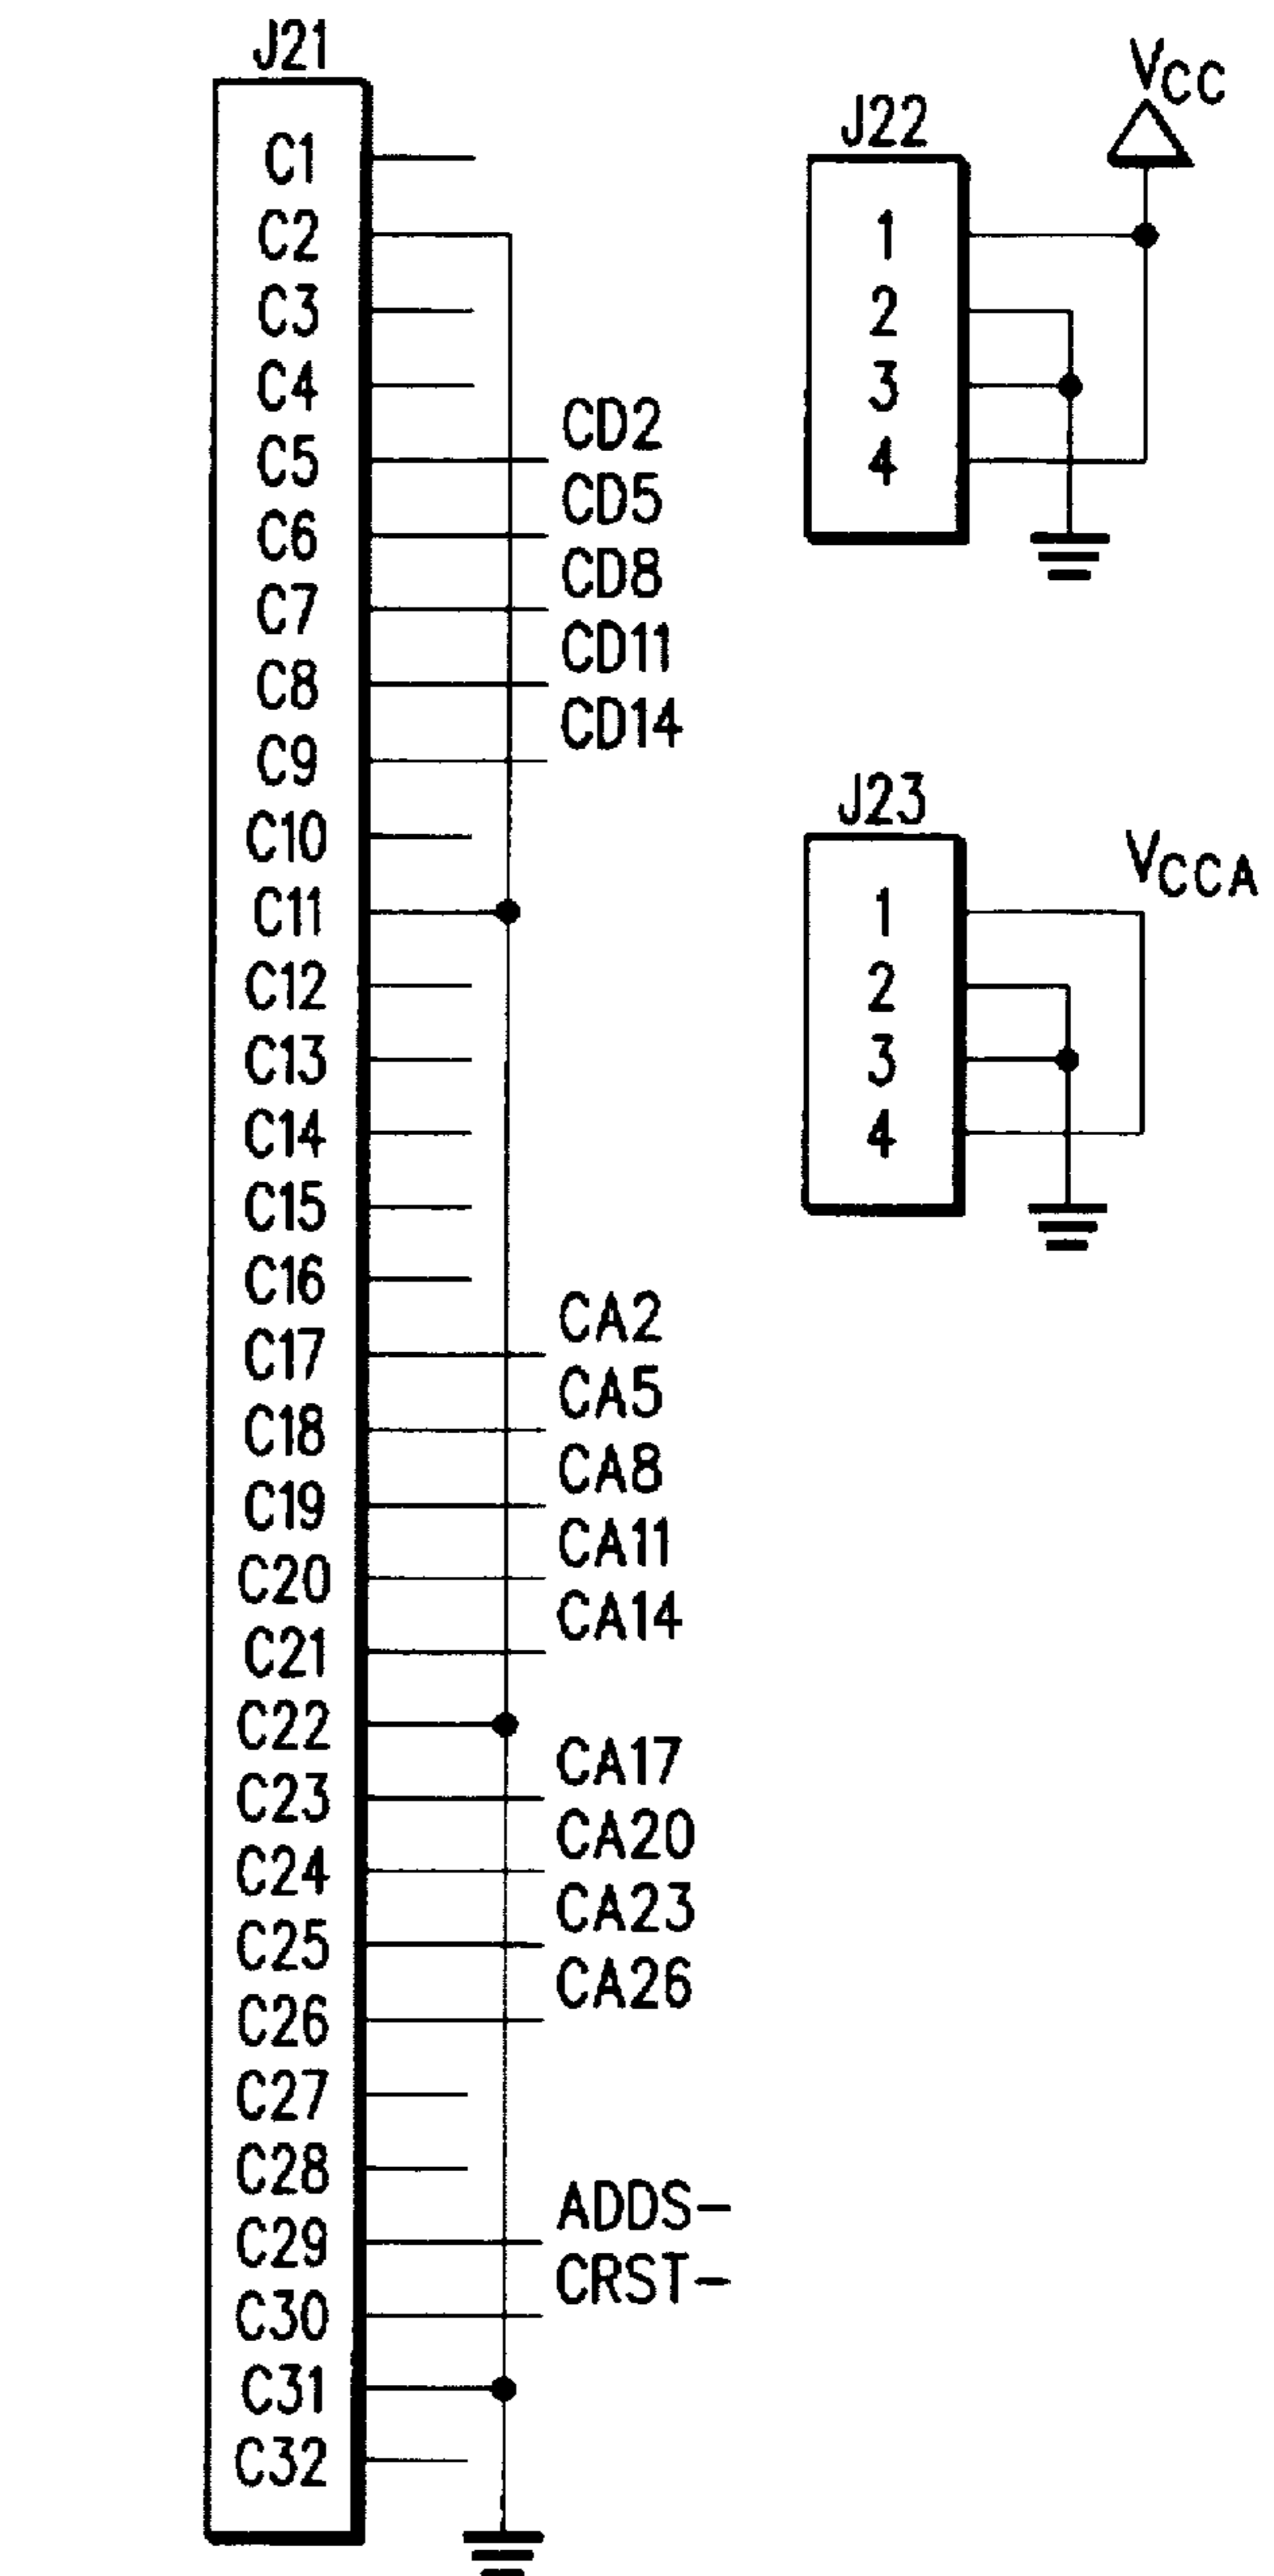 J21
C1
C2
C3
C4
C5
CD2
C6
CD5
C7
CD8
C8
CD11
C9
CD14
C10
C11
C12
C13
C14
C15
C16
C17
CA2
C18
CA5
C19
CA8
C20
CA11
C21
CA14
C22
C23
CA17
C24
CA20
C25
CA23
C26
CA26
C27
C28
C29
ADDS-
C30
CRST-
C31
C32
J22
VCC
1
2
3
4
J23
VCCA
1
2
3
4